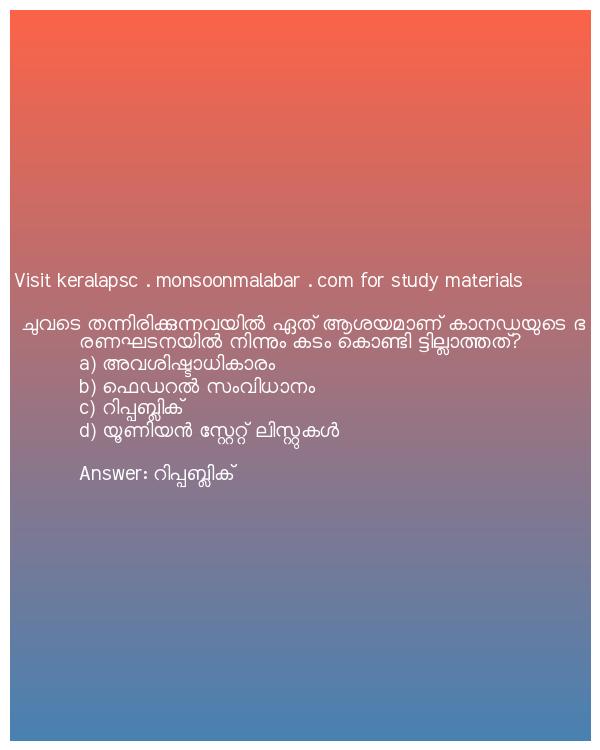 Visit keralapsc . monsoonmalabar . com for study materials
ചുവടെ തന്നിരിക്കുന്നവയിൽ ഏത് ആശയമാണ് കാനഡയുടെ ഭ
രണഘടനയിൽ നിന്നും കടം കൊണ്ടി ട്ടില്ലാത്തത്?
a) അവശിഷ്ടാധികാരം
b) ഫെഡറൽ സംവിധാനം
c) റിപ്പബ്ലിക്
d) യൂണിയൻ സ്റ്റേറ്റ് ലിസ്റ്റുകൾ
Answer: റിപ്പബ്ലിക്